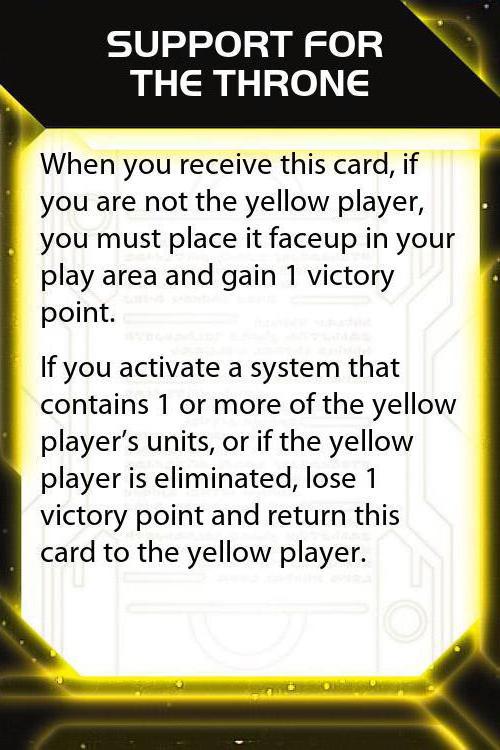 SUPPORT FOR
THE THRONE
When you receive this card, if
you are not the yellow player,
you must place it faceup in your
play area and gain 1 victory
point.
If you activate a system that
contains 1 or more of the yellow
player's units, or if the yellow
player is eliminated, lose 1
victory point and return this
card to the yellow player.